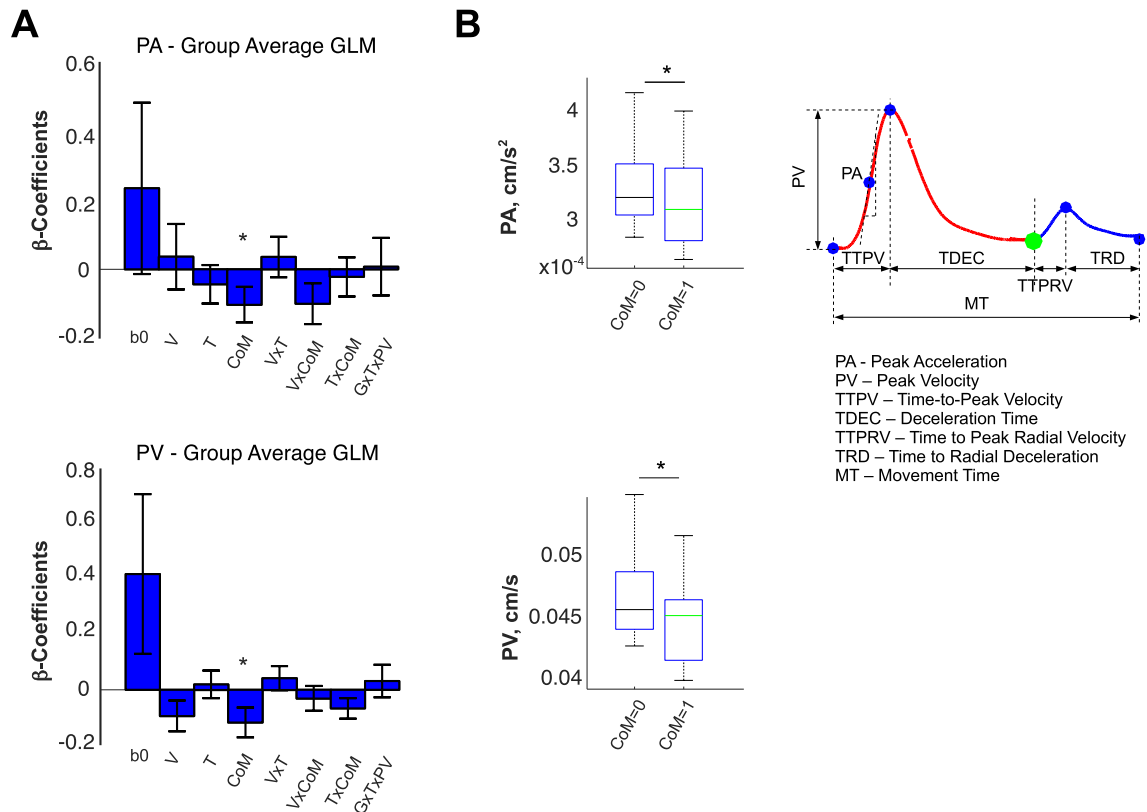 A
PA - Group Average GLM
β-Coefficients
0.6
0.4
0.2
0
-0.2
b0
V
T
CoM
VxT
VxCoM
TxCoM
GxTxPV
PV - Group Average GLM
β-Coefficients
0.8
0.6
0.4
0.2
0
-0.2
b0
V
T
CoM
VxT
VxCoM
TxCoM
GxTxPV
*
*
B
PA, cm/s²
4
3.5
3
x10⁻⁴
*
CoM=0
CoM=1
PV, cm/s
0.05
0.045
0.04
*
CoM=0
CoM=1
PV
PA
TTPV
TDEC
TRD
TTPRV
MT
PA - Peak Acceleration
PV – Peak Velocity
TTPV – Time-to-Peak Velocity
TDEC – Deceleration Time
TTPRV – Time to Peak Radial Velocity
TRD – Time to Radial Deceleration
MT – Movement Time